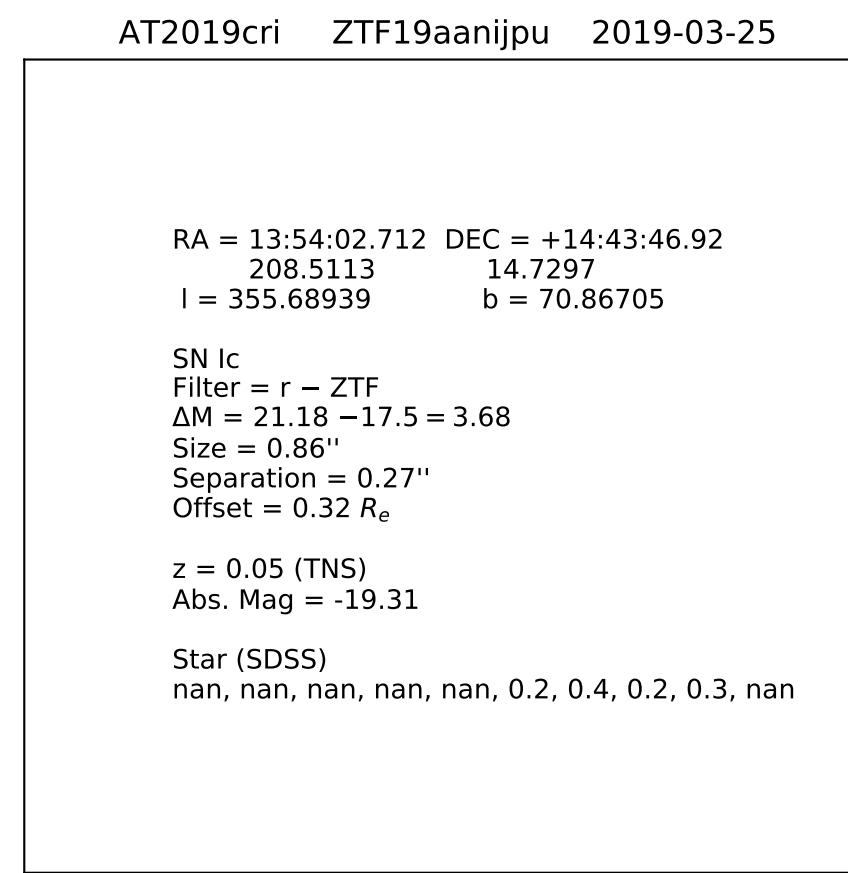 AT2019cri ZTF19aanijpu 2019-03-25
RA = 13:54:02.712 DEC = +14:43:46.92
208.5113 14.7297
l = 355.68939 b = 70.86705
SN Ic
Filter = r − ZTF
ΔM = 21.18 −17.5 = 3.68
Size = 0.86''
Separation = 0.27''
Offset = 0.32 Rₑ
z = 0.05 (TNS)
Abs. Mag = -19.31
Star (SDSS)
nan, nan, nan, nan, nan, 0.2, 0.4, 0.2, 0.3, nan